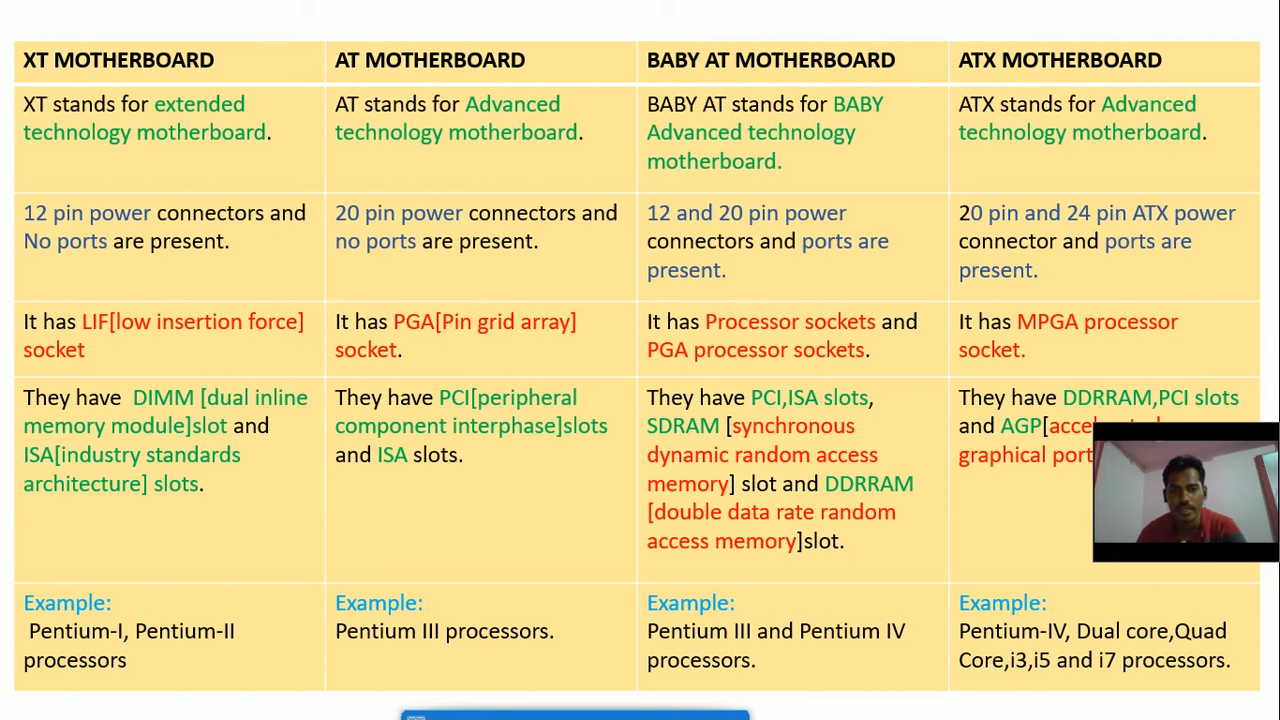 XT MOTHERBOARD
AT MOTHERBOARD
BABY AT MOTHERBOARD
ATX MOTHERBOARD
XT stands for extended
technology motherboard.
AT stands for Advanced
technology motherboard.
BABY AT stands for BABY
Advanced technology
motherboard.
ATX stands for Advanced
technology motherboard.
12 pin power connectors and
No ports are present.
20 pin power connectors and
no ports are present.
12 and 20 pin power
connectors and ports are
present.
20 pin and 24 pin ATX power
connector and ports are
present.
It has LIF[low insertion force]
socket
It has PGA[Pin grid array]
socket.
It has Processor sockets and
PGA processor sockets.
It has MPGA processor
socket.
They have DIMM [dual inline
memory module]slot and
ISA[industry standards
architecture] slots.
They have PCI[peripheral
component interphase]slots
and ISA slots.
They have PCI,ISA slots,
SDRAM [synchronous
dynamic random access
memory] slot and DDRRAM
[double data rate random
access memory]slot.
They have DDRRAM,PCI slots
and AGP[
graphical port
Example:
Pentium-I, Pentium-II
processors
Example:
Pentium III processors.
Example:
Pentium III and Pentium IV
processors.
Example:
Pentium-IV, Dual core,Quad
Core,i3,i5 and i7 processors.